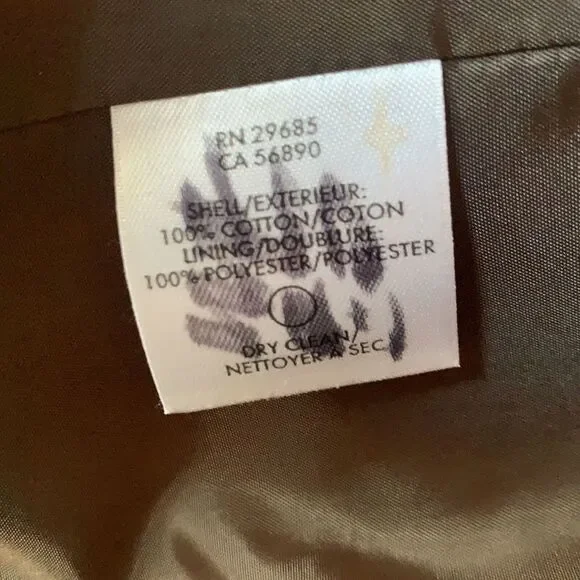 RN 29685
CA 56890
SHELL/EXTERIEUR:
100% COTTON/COTON
LINING/DOUBLURE:
100% POLYESTER/POLYESTER
DRY CLEAN/
NETTOYER A SEC